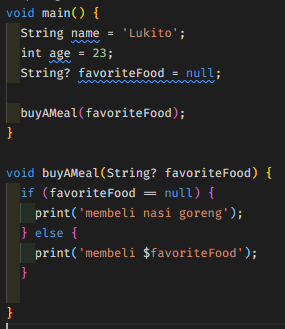 void main() {
  String name = 'Lukito';
  int age = 23;
  String? favoriteFood = null;

  buyAMeal(favoriteFood);
}

void buyAMeal(String? favoriteFood) {
  if (favoriteFood == null) {
    print('membeli nasi goreng');
  } else {
    print('membeli $favoriteFood');
  }

}